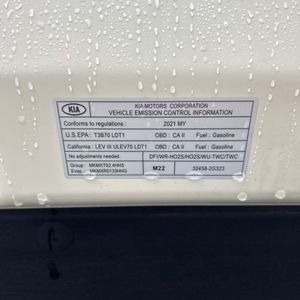 KIA
KIA MOTORS CORPORATION
VEHICLE EMISSION CONTROL INFORMATION
Conforms to regulations : 2021 MY
U.S.EPA : T3B70 LDT1 OBD : CA II Fuel : Gasoline
California : LEV III ULEV70 LDT1 OBD : CA II Fuel : Gasoline
No adjustments needed. DFI/WR-HO2S/HO2S/WU-TWC/TWC
Group: MKMXT02.4HH5 M22 32458-2G323
Evap.: MKMXR0133HHG